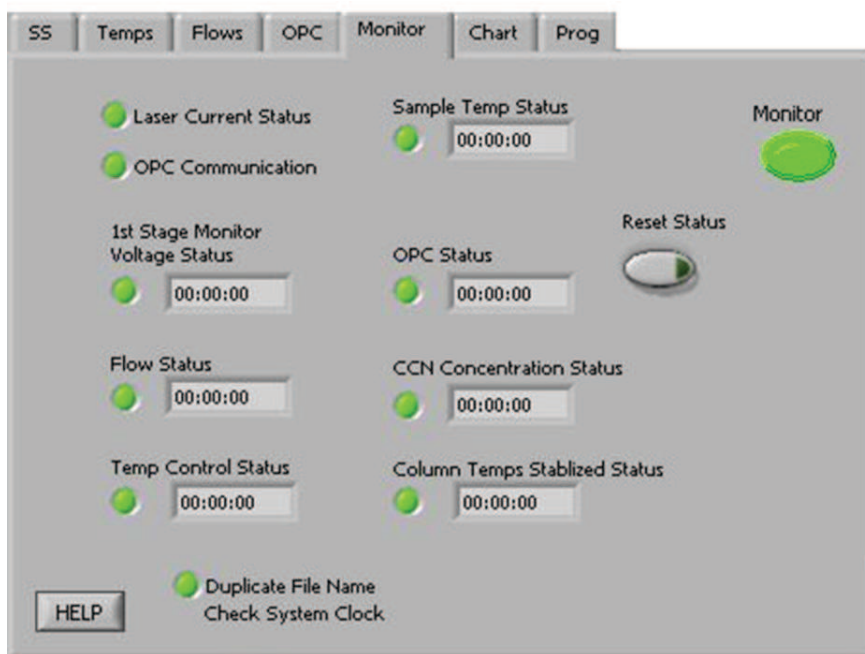 SS Temps Flows OPC Monitor Chart Prog
Laser Current Status
OPC Communication
Sample Temp Status
00:00:00
Monitor
1st Stage Monitor
Voltage Status
00:00:00
OPC Status
00:00:00
Reset Status
Flow Status
00:00:00
CCN Concentration Status
00:00:00
Temp Control Status
00:00:00
Column Temps Stablized Status
00:00:00
Duplicate File Name
Check System Clock
HELP